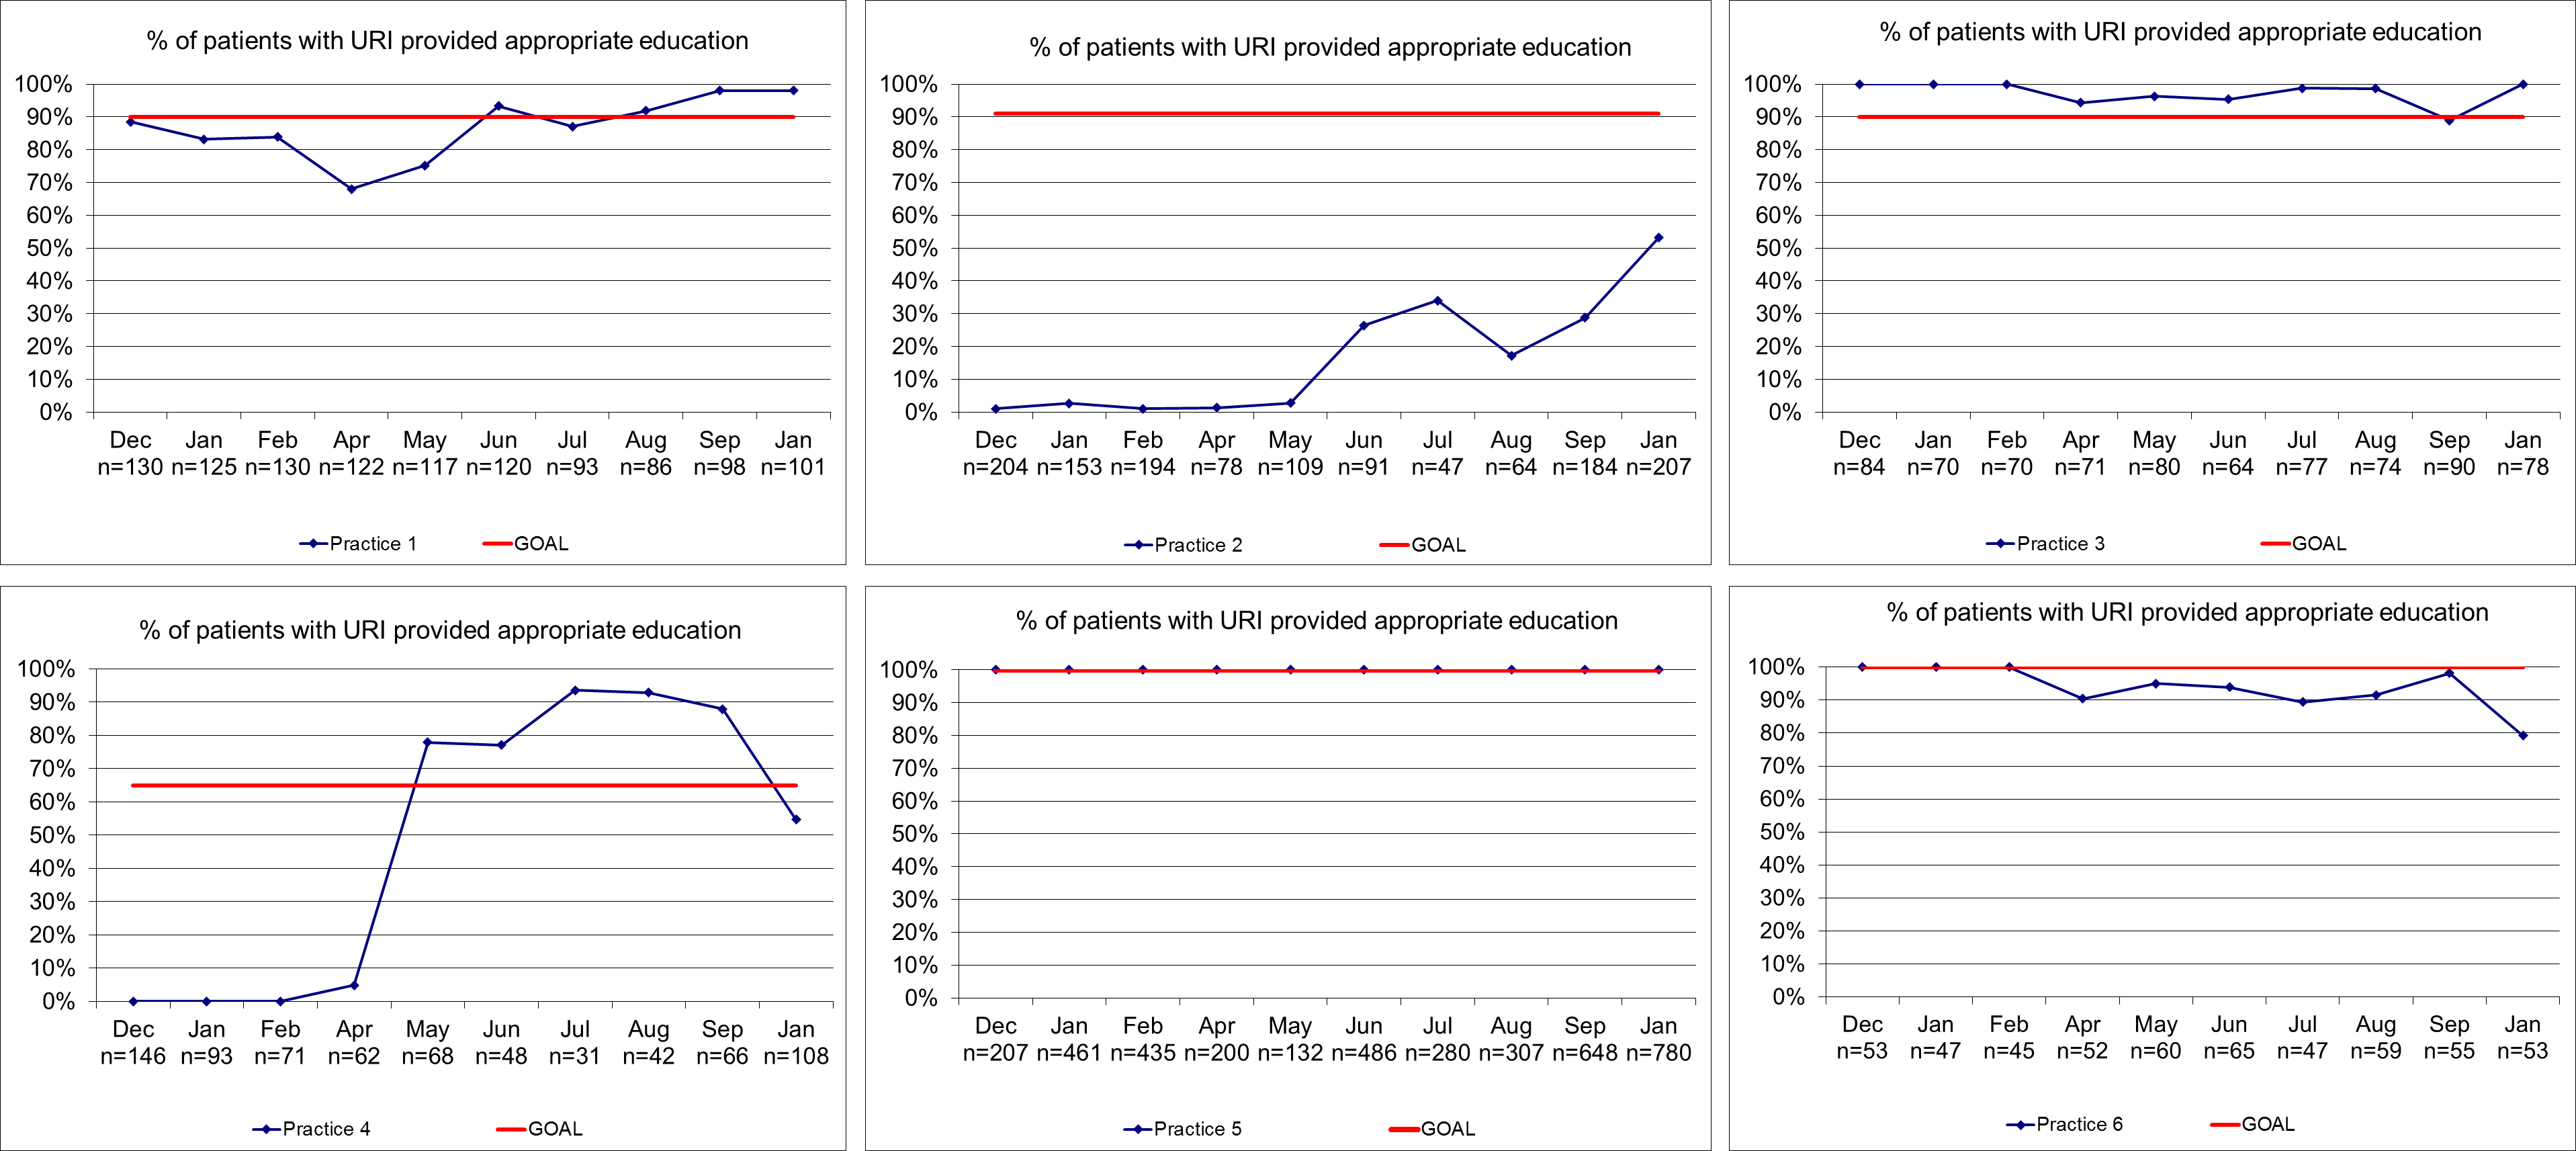 % of patients with URI provided appropriate education
100%
90%
80%
70%
60%
50%
40%
30%
20%
10%
0%
Dec Jan Feb Apr May Jun Jul Aug Sep Jan
n=130 n=125 n=130 n=122 n=117 n=120 n=93 n=86 n=98 n=101
Practice 1 GOAL
% of patients with URI provided appropriate education
100%
90%
80%
70%
60%
50%
40%
30%
20%
10%
0%
Dec Jan Feb Apr May Jun Jul Aug Sep Jan
n=204 n=153 n=194 n=78 n=109 n=91 n=47 n=64 n=184 n=207
Practice 2 GOAL
% of patients with URI provided appropriate education
100%
90%
80%
70%
60%
50%
40%
30%
20%
10%
0%
Dec Jan Feb Apr May Jun Jul Aug Sep Jan
n=84 n=70 n=70 n=71 n=80 n=64 n=77 n=74 n=90 n=78
Practice 3 GOAL
% of patients with URI provided appropriate education
100%
90%
80%
70%
60%
50%
40%
30%
20%
10%
0%
Dec Jan Feb Apr May Jun Jul Aug Sep Jan
n=146 n=93 n=71 n=62 n=68 n=48 n=31 n=42 n=66 n=108
Practice 4 GOAL
% of patients with URI provided appropriate education
100%
90%
80%
70%
60%
50%
40%
30%
20%
10%
0%
Dec Jan Feb Apr May Jun Jul Aug Sep Jan
n=207 n=461 n=435 n=200 n=132 n=486 n=280 n=307 n=648 n=780
Practice 5 GOAL
% of patients with URI provided appropriate education
100%
90%
80%
70%
60%
50%
40%
30%
20%
10%
0%
Dec Jan Feb Apr May Jun Jul Aug Sep Jan
n=53 n=47 n=45 n=52 n=60 n=65 n=47 n=59 n=55 n=53
Practice 6 GOAL